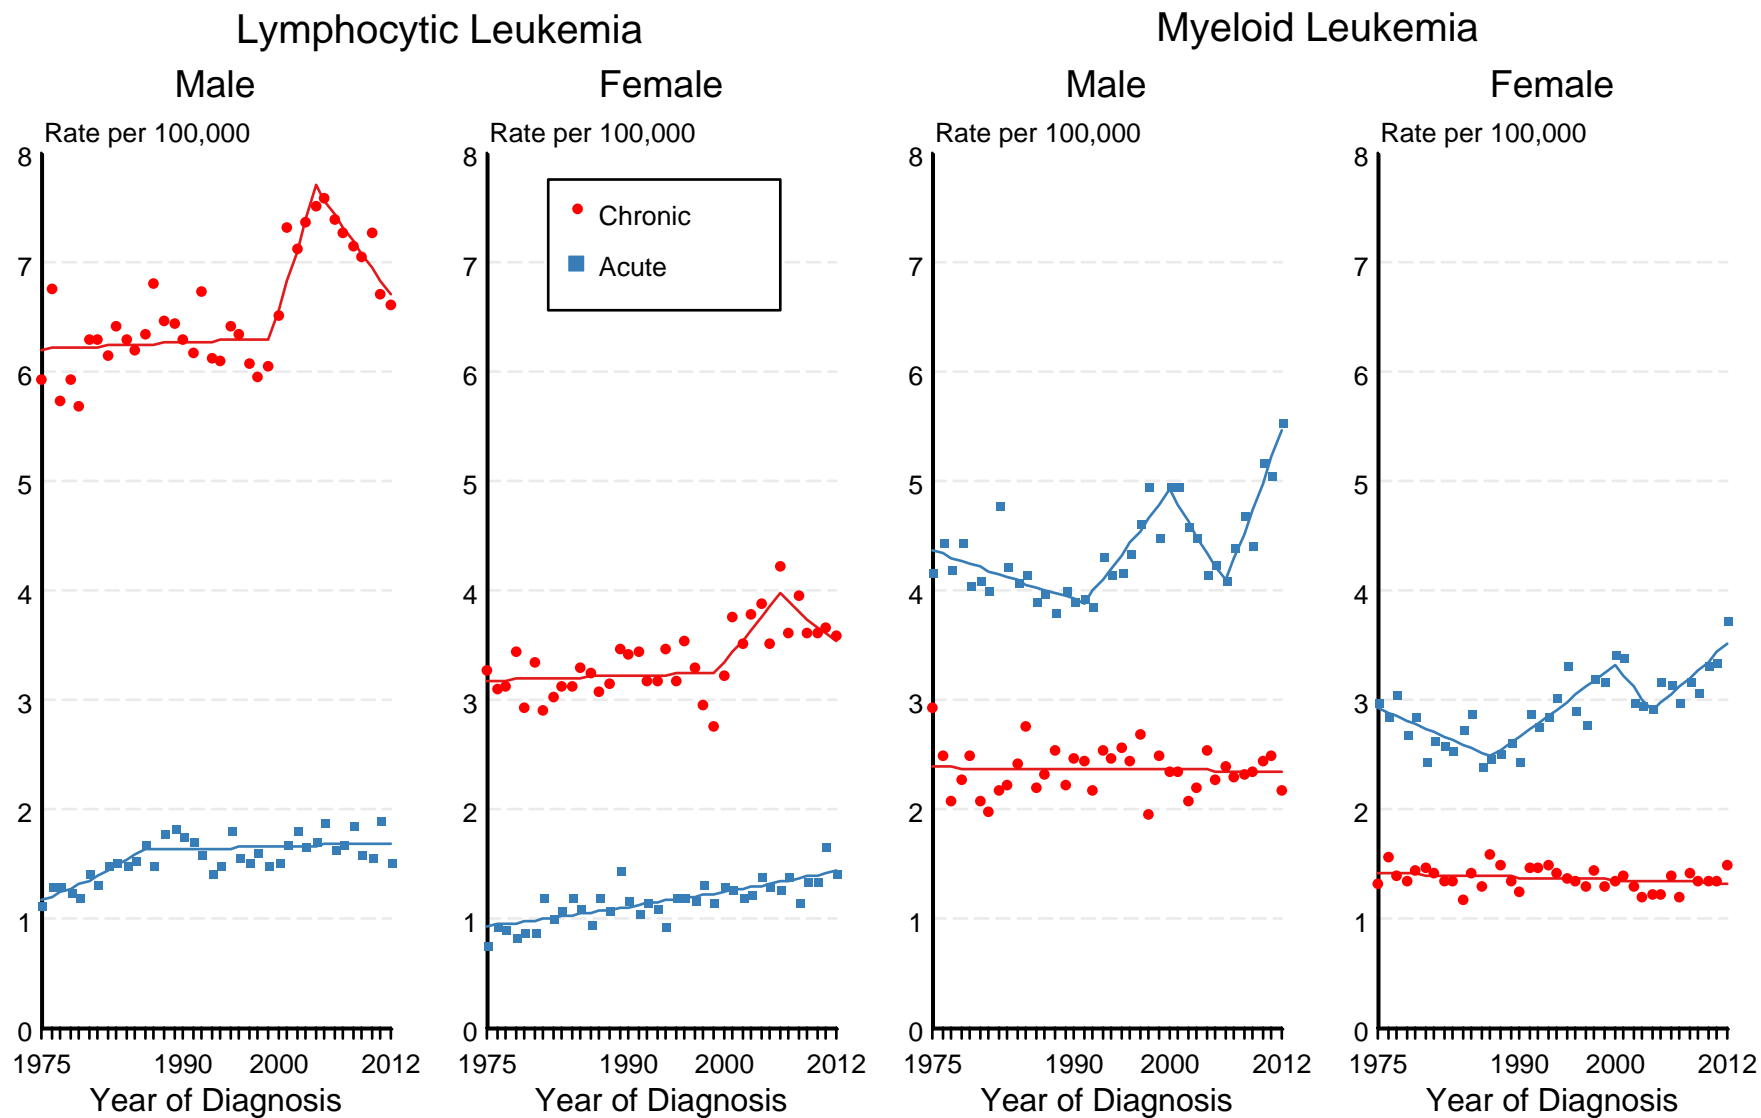 Lymphocytic Leukemia
Myeloid Leukemia
Male
Female
Male
Female
Rate per 100,000
Rate per 100,000
Rate per 100,000
Rate per 100,000
8 8 8 8
Chronic
Acute
7 7 7 7
6 6 6 6
5 5 5 5
4 4 4 4
3 3 3 3
2 2 2 2
1 1 1 1
0 0 0 0
1975 1990 2000 2012 1975 1990 2000 2012 1975 1990 2000 2012 1975 1990 2000 2012
Year of Diagnosis Year of Diagnosis Year of Diagnosis Year of Diagnosis